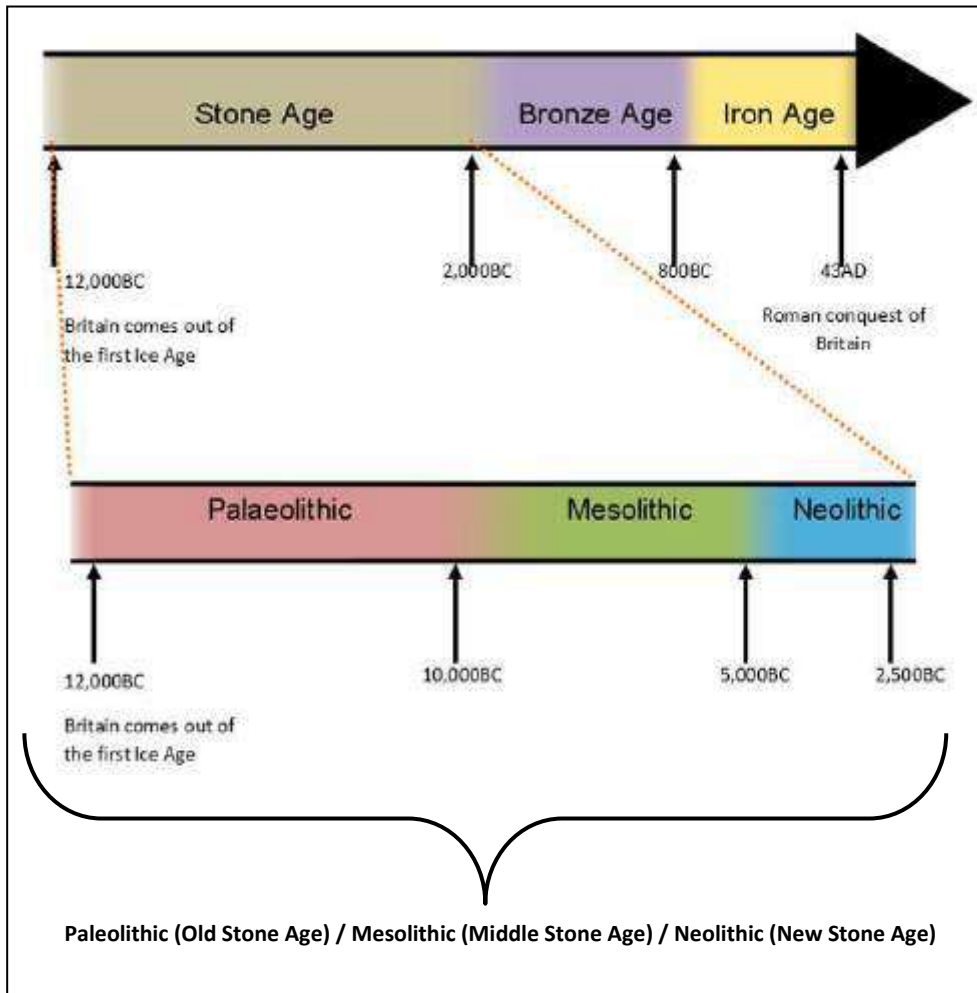 Stone Age
Bronze Age
Iron Age
12,000BC
Britain comes out of
the first Ice Age
2,000BC
800BC
43AD
Roman conquest of
Britain
Palaeolithic
Mesolithic
Neolithic
12,000BC
Britain comes out of
the first Ice Age
10,000BC
5,000BC
2,500BC
Paleolithic (Old Stone Age) / Mesolithic (Middle Stone Age) / Neolithic (New Stone Age)